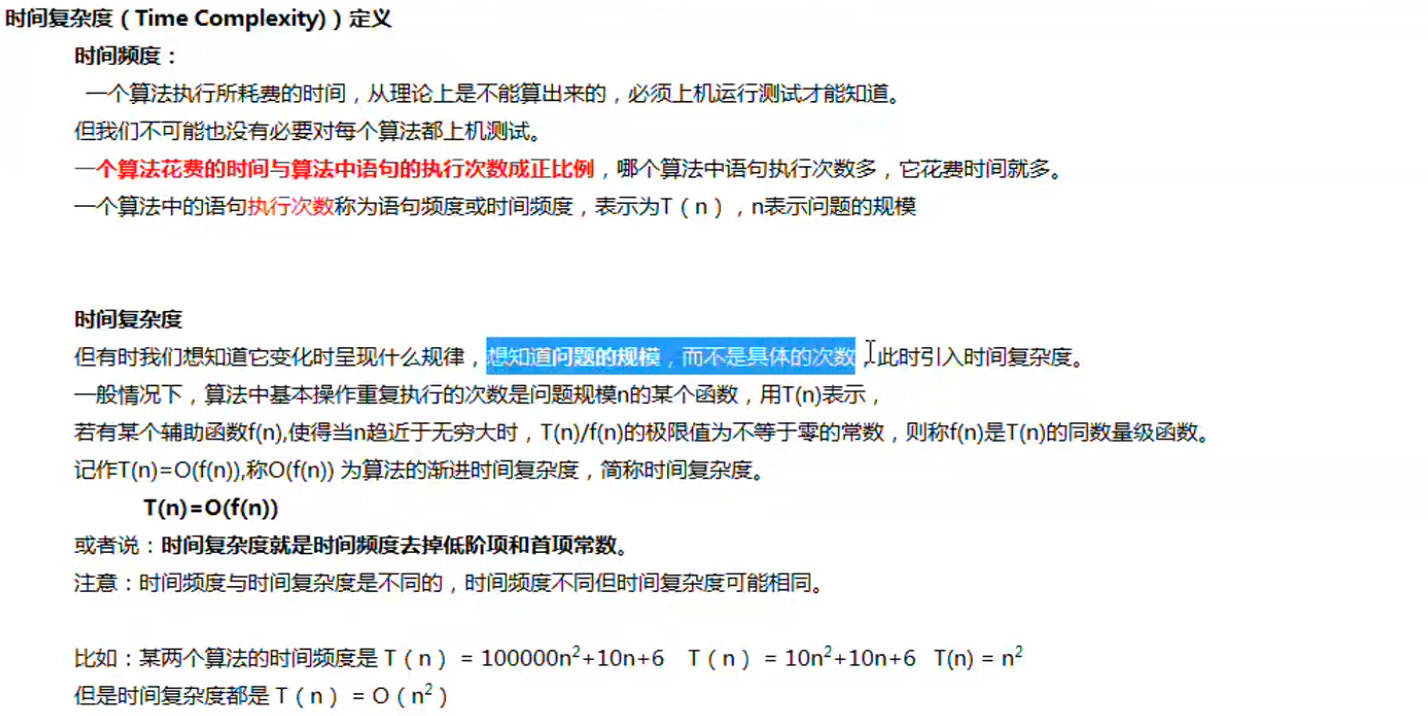 时间复杂度（Time Complexity)）定义
时间频度：
一个算法执行所耗费的时间，从理论上是不能算出来的，必须上机运行测试才能知道。
但我们不可能也没有必要对每个算法都上机测试。
一个算法花费的时间与算法中语句的执行次数成正比例，哪个算法中语句执行次数多，它花费时间就多。
一个算法中的语句执行次数称为语句频度或时间频度，表示为T（n），n表示问题的规模
时间复杂度
但有时我们想知道它变化时呈现什么规律，想知道问题的规模，而不是具体的次数，此时引入时间复杂度。
一般情况下，算法中基本操作重复执行的次数是问题规模n的某个函数，用T(n)表示，
若有某个辅助函数f(n),使得当n趋近于无穷大时，T(n)/f(n)的极限值为不等于零的常数，则称f(n)是T(n)的同数量级函数。
记作T(n)=O(f(n)),称O(f(n)) 为算法的渐进时间复杂度，简称时间复杂度。
T(n)=O(f(n))
或者说：时间复杂度就是时间频度去掉低阶项和首项常数。
注意：时间频度与时间复杂度是不同的，时间频度不同但时间复杂度可能相同。
比如：某两个算法的时间频度是 T（n）= 100000n²+10n+6 T（n）= 10n²+10n+6 T(n) = n²
但是时间复杂度都是 T（n）= O（n²）